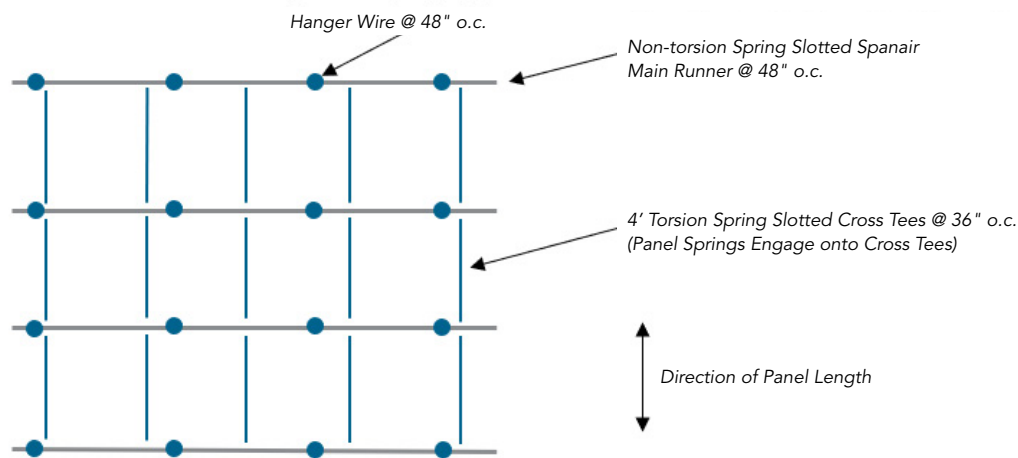 Hanger Wire @ 48" o.c.
Non-torsion Spring Slotted Spanair
Main Runner @ 48" o.c.
4’ Torsion Spring Slotted Cross Tees @ 36" o.c.
(Panel Springs Engage onto Cross Tees)
Direction of Panel Length